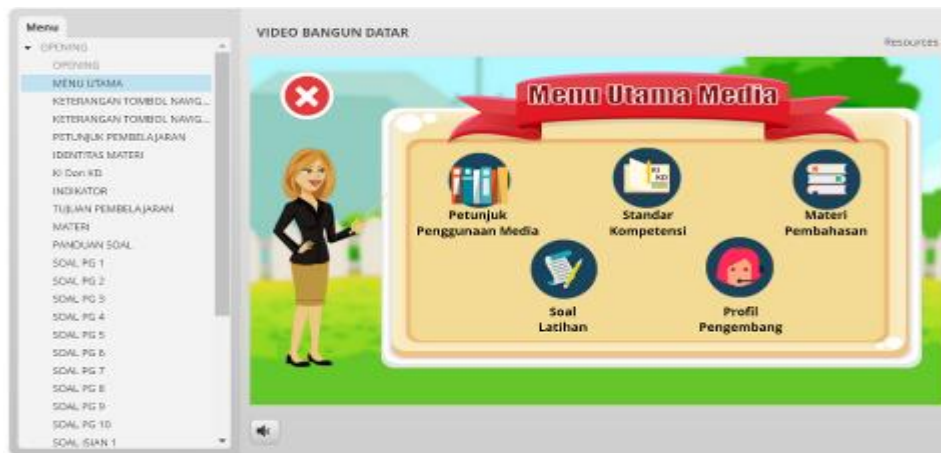 Menu
OPENING
OPENING
MENU UTAMA
KETERANGAN TOMBOL NAVIG...
KETERANGAN TOMBOL NAVIG...
PETUNJUK PEMBELAJARAN
IDENTITAS MATERI
KI Dan KD
INDIKATOR
TUJUAN PEMBELAJARAN
MATERI
PANDUAN SOAL
SOAL PG 1
SOAL PG 2
SOAL PG 3
SOAL PG 4
SOAL PG 5
SOAL PG 6
SOAL PG 7
SOAL PG 8
SOAL PG 9
SOAL PG 10
SOAL ISIAN 1
VIDEO BANGUN DATAR
Resources
Menu Utama Media
KI
KD
Petunjuk
Penggunaan Media
Standar
Kompetensi
Materi
Pembahasan
Soal
Latihan
Profil
Pengembang